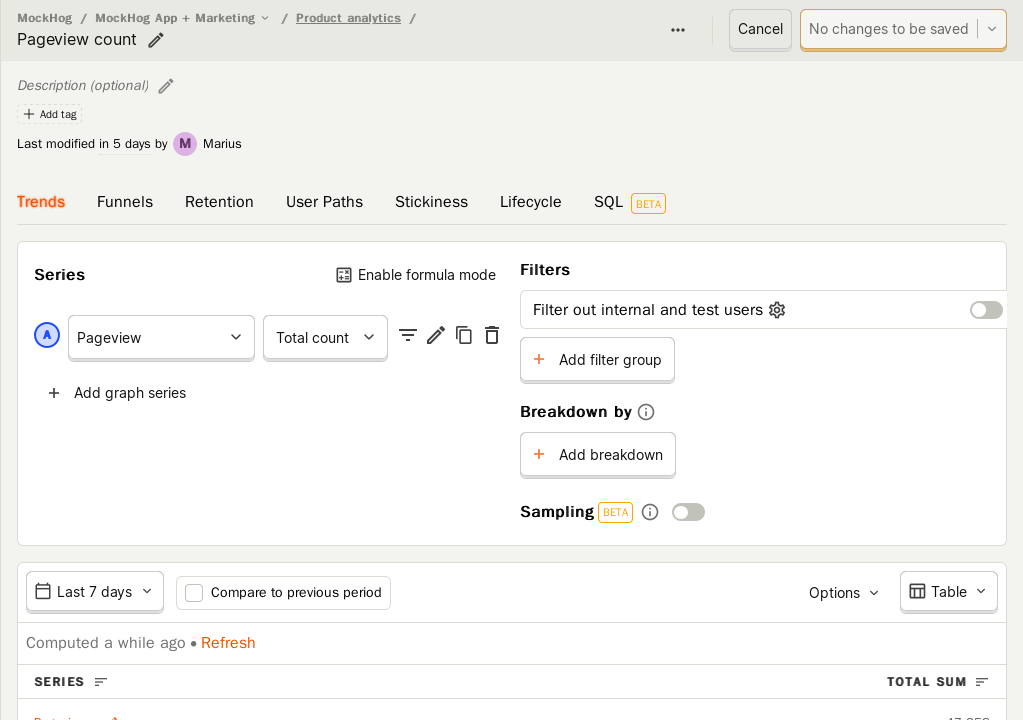 MockHog / MockHog App + Marketing / Product analytics /
Pageview count
Cancel
No changes to be saved
Description (optional)
Add tag
Last modified in 5 days by M Marius
Trends Funnels Retention User Paths Stickiness Lifecycle SQL BETA
Series
Enable formula mode
A Pageview Total count
Add graph series
Filters
Filter out internal and test users
Add filter group
Breakdown by
Add breakdown
Sampling BETA
Last 7 days Compare to previous period Options Table
Computed a while ago • Refresh
SERIES TOTAL SUM